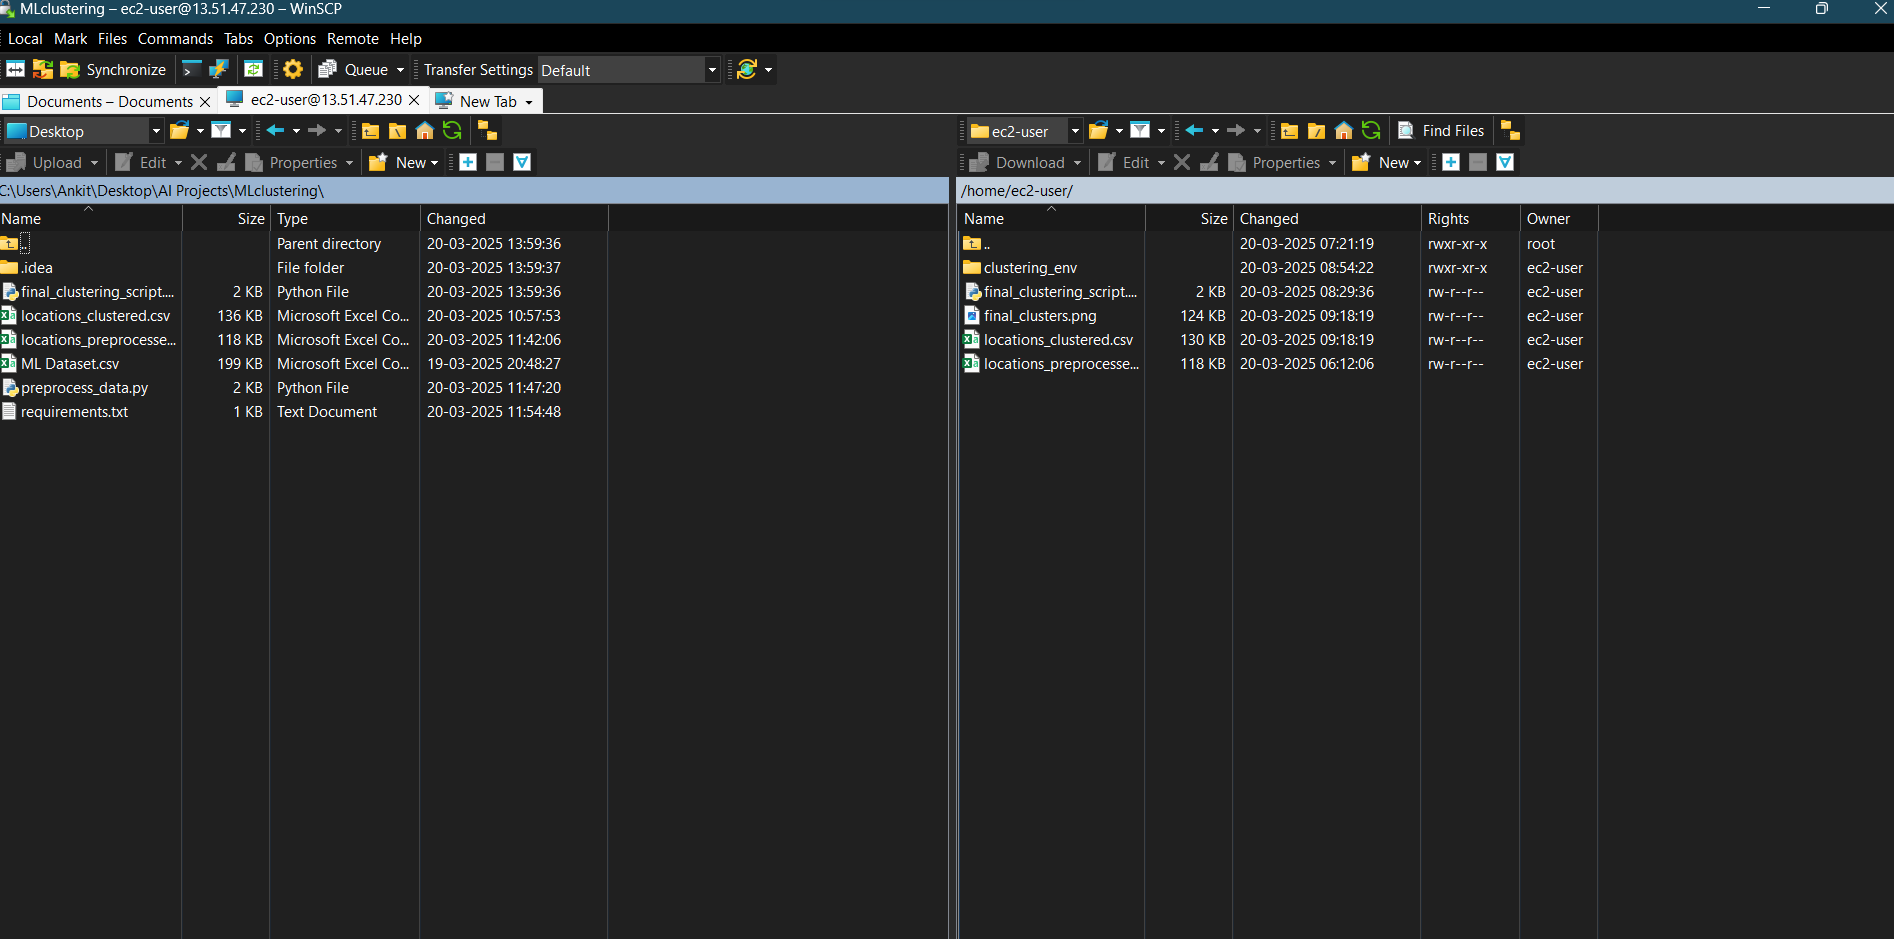 MLclustering – ec2-user@13.51.47.230 – WinSCP
Local Mark Files Commands Tabs Options Remote Help
Synchronize Queue Transfer Settings Default
Documents – Documents ec2-user@13.51.47.230 New Tab
Desktop
Upload Edit Properties New
C:\Users\Ankit\Desktop\AI Projects\MLclustering\
Name Size Type Changed
.. Parent directory 20-03-2025 13:59:36
.idea File folder 20-03-2025 13:59:37
final_clustering_script.... 2 KB Python File 20-03-2025 13:59:36
locations_clustered.csv 136 KB Microsoft Excel Co... 20-03-2025 10:57:53
locations_preprocesse... 118 KB Microsoft Excel Co... 20-03-2025 11:42:06
ML Dataset.csv 199 KB Microsoft Excel Co... 19-03-2025 20:48:27
preprocess_data.py 2 KB Python File 20-03-2025 11:47:20
requirements.txt 1 KB Text Document 20-03-2025 11:54:48
ec2-user Find Files
Download Edit Properties New
/home/ec2-user/
Name Size Changed Rights Owner
.. 20-03-2025 07:21:19 rwxr-xr-x root
clustering_env 20-03-2025 08:54:22 rwxr-xr-x ec2-user
final_clustering_script.... 2 KB 20-03-2025 08:29:36 rw-r--r-- ec2-user
final_clusters.png 124 KB 20-03-2025 09:18:19 rw-r--r-- ec2-user
locations_clustered.csv 130 KB 20-03-2025 09:18:19 rw-r--r-- ec2-user
locations_preprocesse... 118 KB 20-03-2025 06:12:06 rw-r--r-- ec2-user